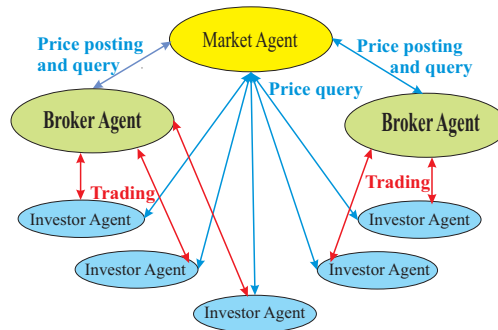 Market Agent
Price posting
and query
Price posting
and query
Price query
Broker Agent
Broker Agent
Trading
Trading
Investor Agent
Investor Agent
Investor Agent
Investor Agent
Investor Agent